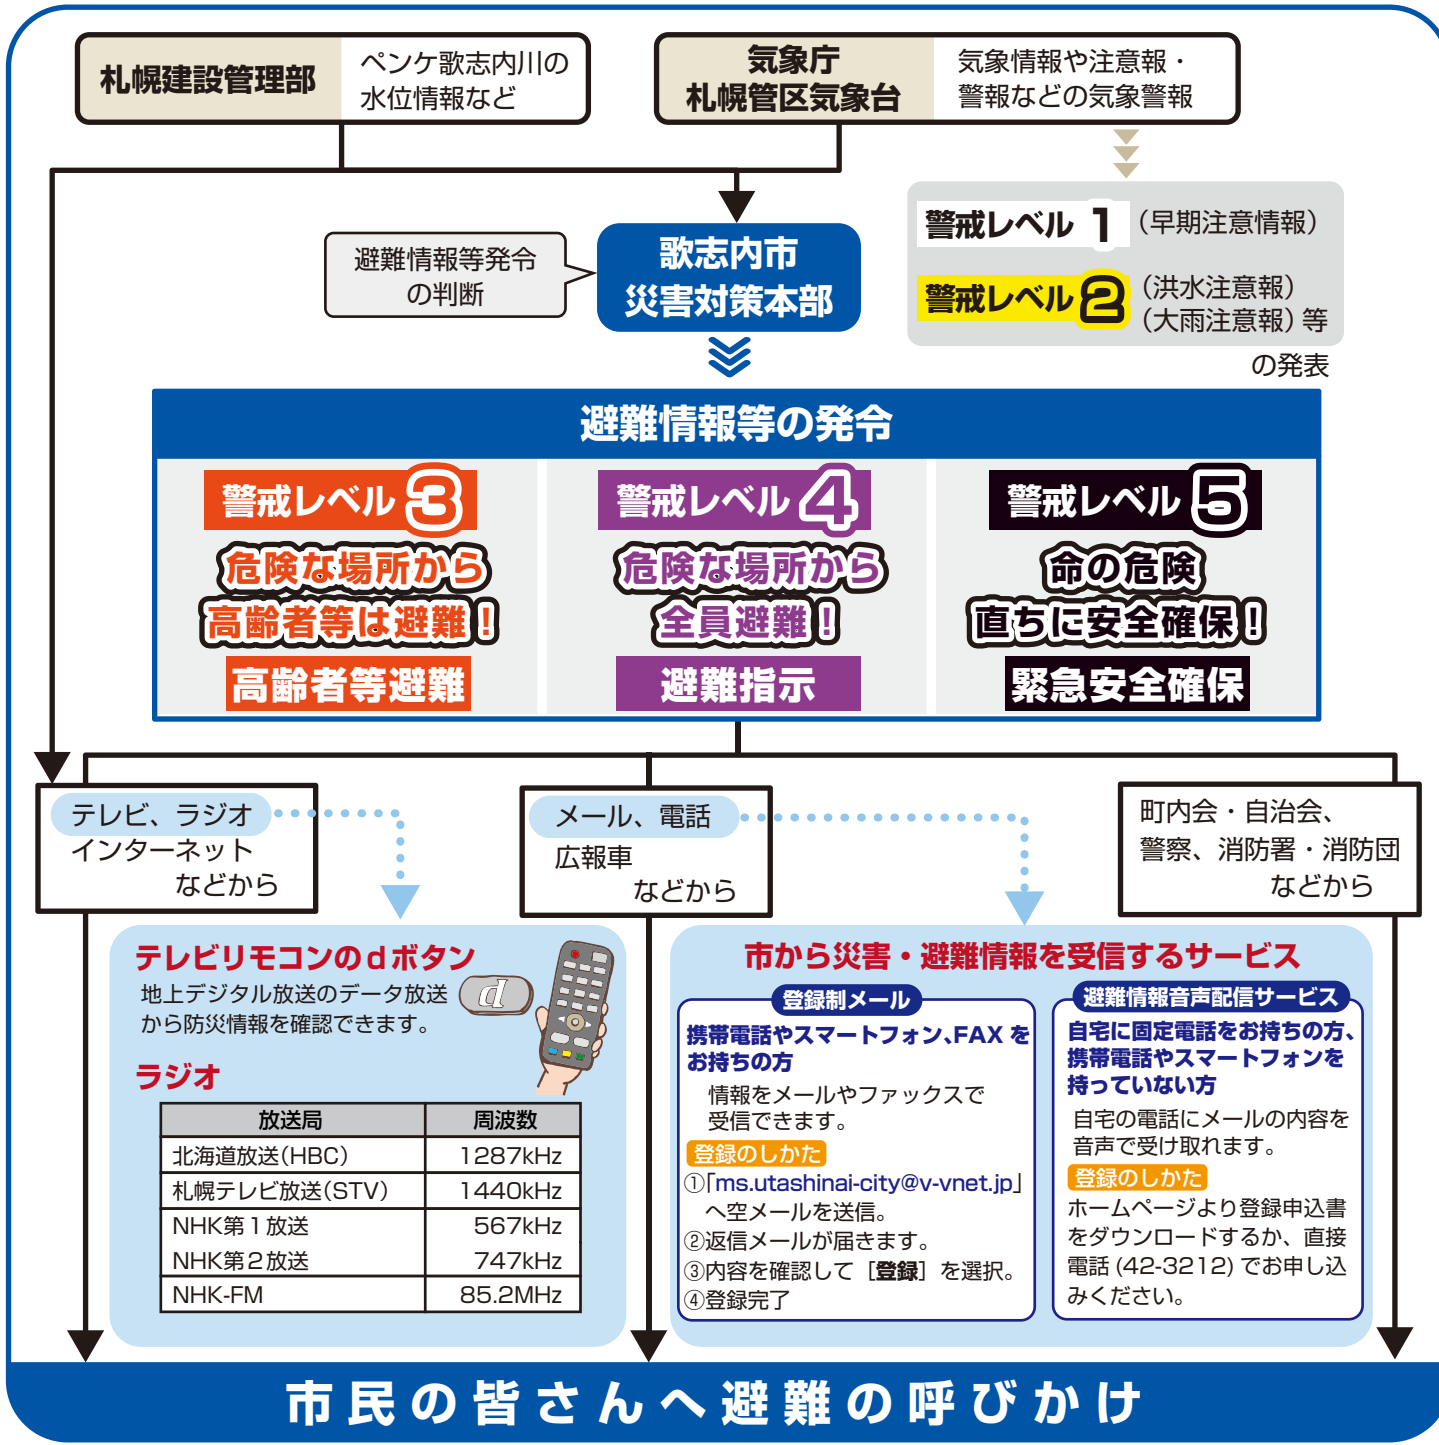 札幌建設管理部
ペンケ歌志内川の
水位情報など
気象庁
札幌管区気象台
気象情報や注意報・
警報などの気象警報
警戒レベル 1（早期注意情報）
警戒レベル2（洪水注意報）
（大雨注意報）等
の発表
避難情報等発令
の判断
歌志内市
災害対策本部
避難情報等の発令
警戒レベル3
危険な場所から
高齢者等は避難！
高齢者等避難
警戒レベル4
危険な場所から
全員避難！
避難指示
警戒レベル5
命の危険
直ちに安全確保！
緊急安全確保
テレビ、ラジオ
インターネット
などから
メール、電話
広報車
などから
町内会・自治会、
警察、消防署・消防団
などから
テレビリモコンのdボタン
地上デジタル放送のデータ放送
から防災情報を確認できます。
d
ラジオ
放送局 周波数
北海道放送（HBC） 1287kHz
札幌テレビ放送（STV） 1440kHz
NHK第1放送 567kHz
NHK第2放送 747kHz
NHK-FM 85.2MHz
市から災害・避難情報を受信するサービス
登録制メール
携帯電話やスマートフォン、FAX を
お持ちの方
情報をメールやファックスで
受信できます。
登録のしかた
①「ms.utashinai-city@v-vnet.jp」
へ空メールを送信。
②返信メールが届きます。
③内容を確認して［登録］を選択。
④登録完了
避難情報音声配信サービス
自宅に固定電話をお持ちの方、
携帯電話やスマートフォンを
持っていない方
自宅の電話にメールの内容を
音声で受け取れます。
登録のしかた
ホームページより登録申込書
をダウンロードするか、直接
電話 (42-3212) でお申し込
みください。
市民の皆さんへ避難の呼びかけ